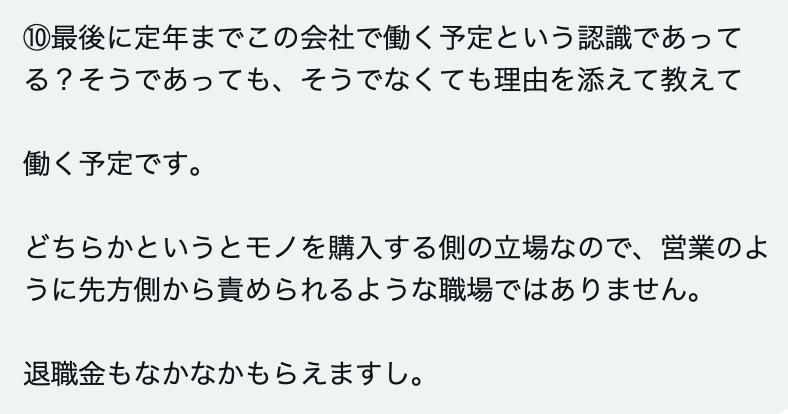 ⑩最後に定年までこの会社で働く予定という認識であって
る？そうであっても、そうでなくても理由を添えて教えて
働く予定です。
どちらかというとモノを購入する側の立場なので、営業のよ
うに先方側から責められるような職場ではありません。
退職金もなかなかもらえますし。